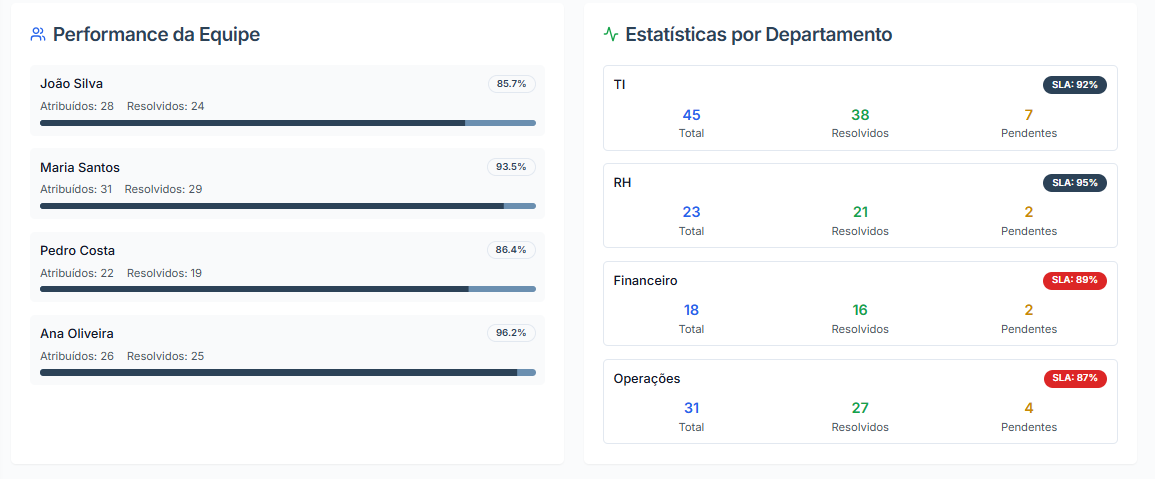 Performance da Equipe
João Silva
85.7%
Atribuídos: 28 Resolvidos: 24
Maria Santos
93.5%
Atribuídos: 31 Resolvidos: 29
Pedro Costa
86.4%
Atribuídos: 22 Resolvidos: 19
Ana Oliveira
96.2%
Atribuídos: 26 Resolvidos: 25
Estatísticas por Departamento
TI
SLA: 92%
45 38 7
Total Resolvidos Pendentes
RH
SLA: 95%
23 21 2
Total Resolvidos Pendentes
Financeiro
SLA: 89%
18 16 2
Total Resolvidos Pendentes
Operações
SLA: 87%
31 27 4
Total Resolvidos Pendentes